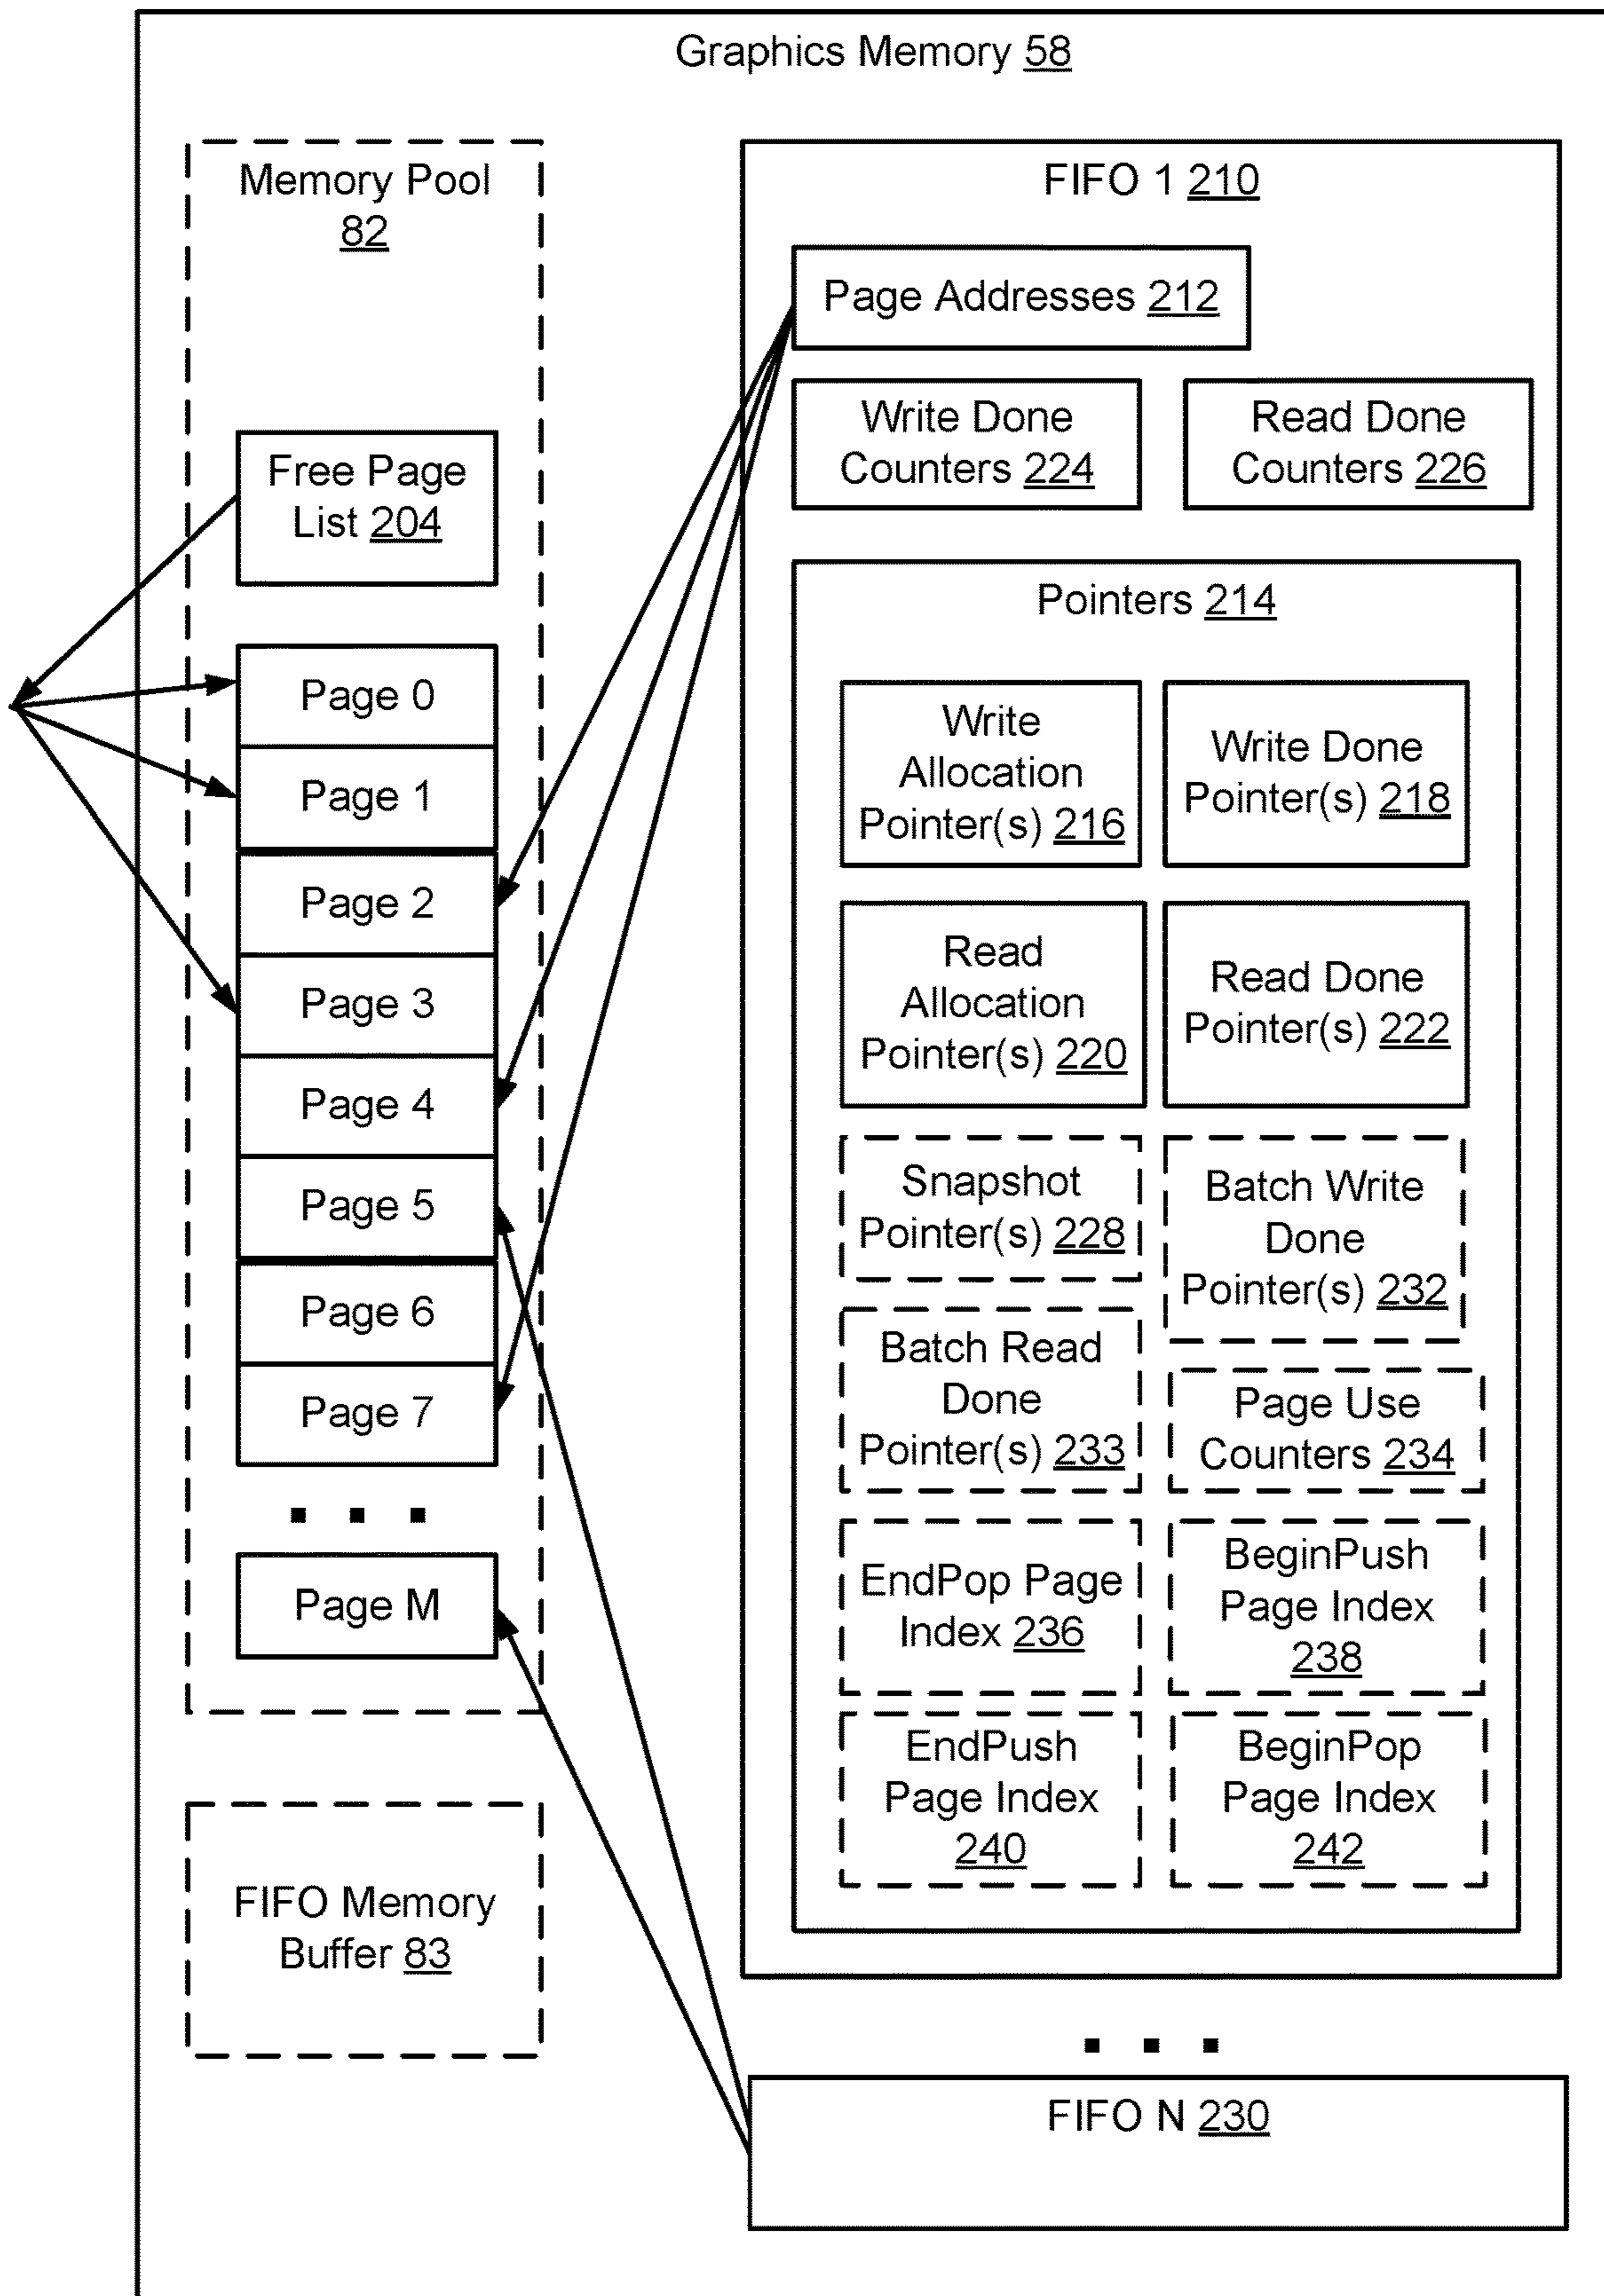 Graphics Memory 58
Memory Pool
82
Free Page
List 204
Page 0
Page 1
Page 2
Page 3
Page 4
Page 5
Page 6
Page 7
Page M
FIFO Memory
Buffer 83
FIFO 1 210
Page Addresses 212
Write Done
Counters 224
Read Done
Counters 226
Pointers 214
Write
Allocation
Pointer(s) 216
Write Done
Pointer(s) 218
Read
Allocation
Pointer(s) 220
Read Done
Pointer(s) 222
Snapshot
Pointer(s) 228
Batch Write
Done
Pointer(s) 232
Batch Read
Done
Pointer(s) 233
Page Use
Counters 234
EndPop Page
Index 236
BeginPush
Page Index
238
EndPush
Page Index
240
BeginPop
Page Index
242
FIFO N 230